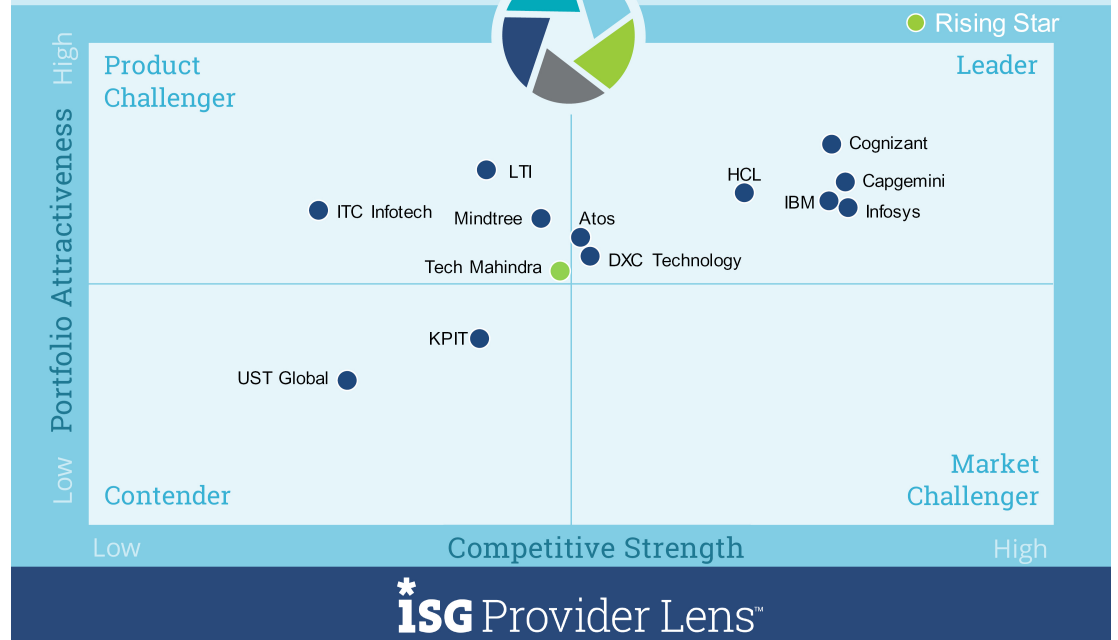 Rising Star
High
Product
Challenger
Leader
Cognizant
LTI
HCL
Capgemini
IBM
Infosys
ITC Infotech
Mindtree
Atos
DXC Technology
Tech Mahindra
Portfolio Attractiveness
KPIT
UST Global
Low
Contender
Market
Challenger
Low
Competitive Strength
High
ISG Provider Lens™